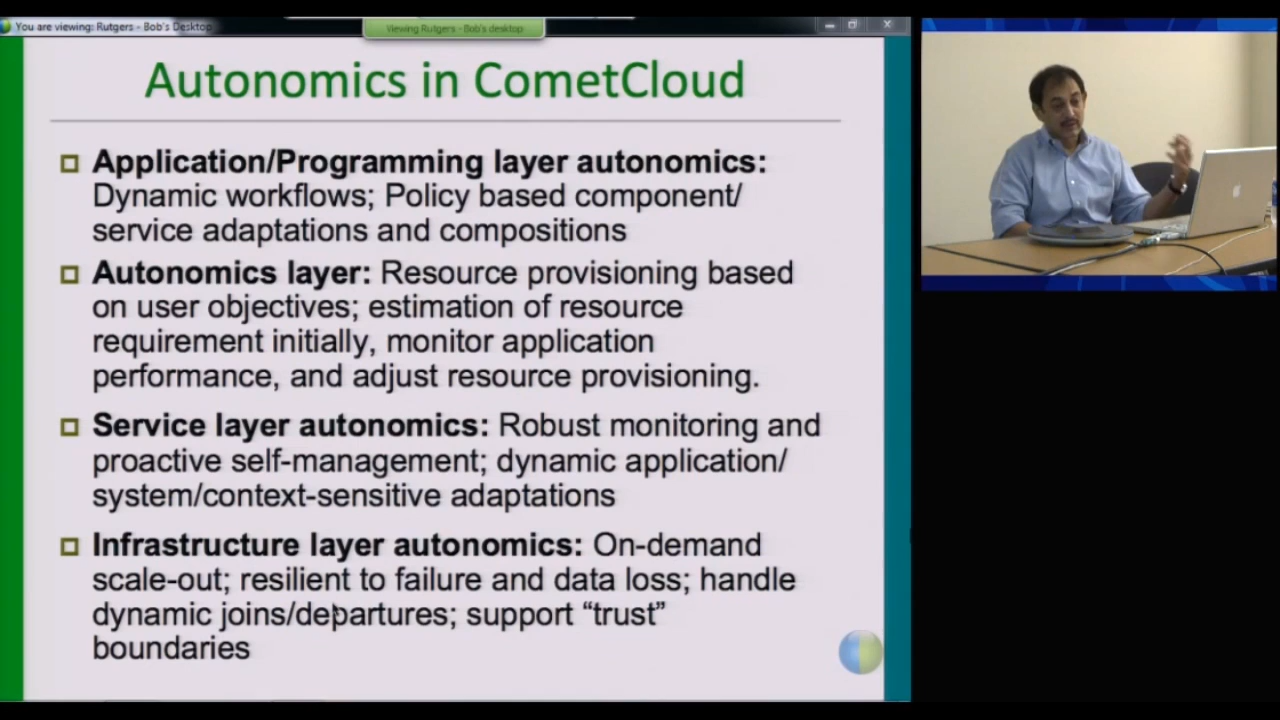 You are viewing: Rutgers - Bob's Desktop
Viewing Rutgers - Bob's desktop
Autonomics in CometCloud
Application/Programming layer autonomics:
Dynamic workflows; Policy based component/
service adaptations and compositions
Autonomics layer: Resource provisioning based
on user objectives; estimation of resource
requirement initially, monitor application
performance, and adjust resource provisioning.
Service layer autonomics: Robust monitoring and
proactive self-management; dynamic application/
system/context-sensitive adaptations
Infrastructure layer autonomics: On-demand
scale-out; resilient to failure and data loss; handle
dynamic joins/departures; support “trust”
boundaries